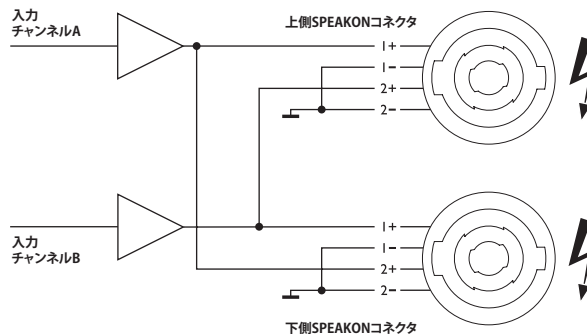 入力
チャンネルA
上側SPEAKONコネクタ
1+
1−
2+
2−
入力
チャンネルB
1+
1−
2+
2−
下側SPEAKONコネクタ